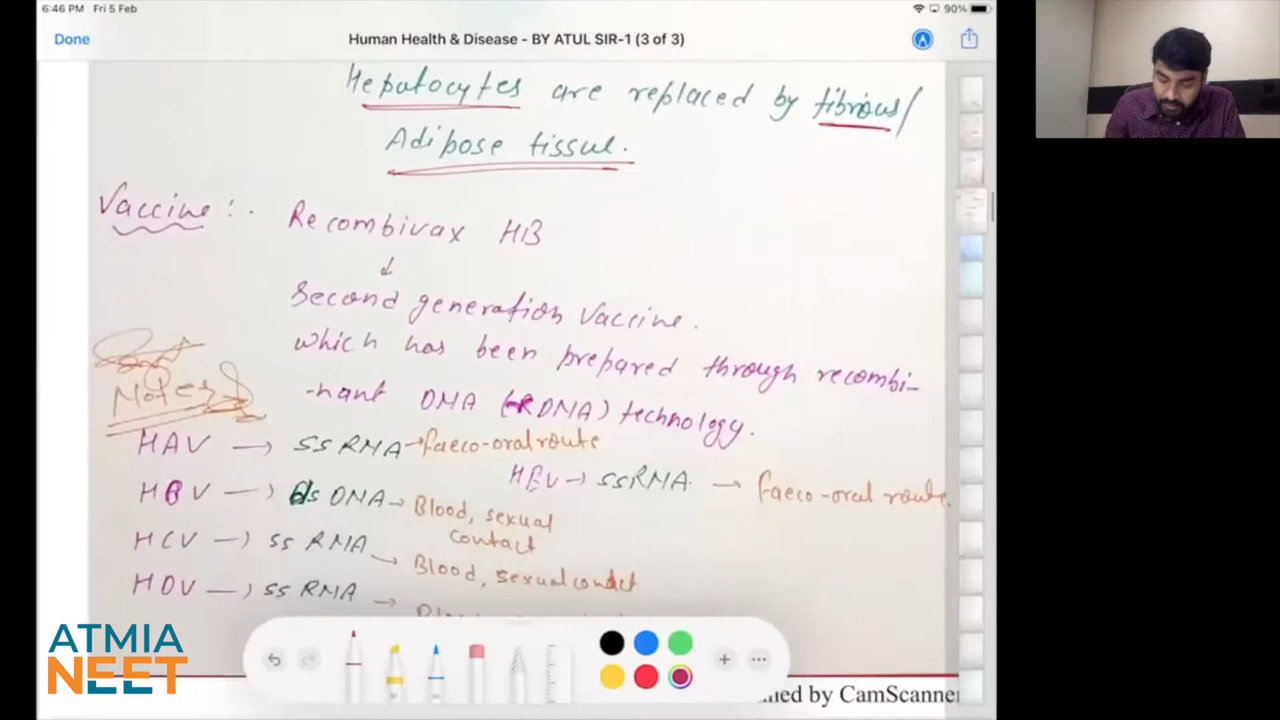 6:46 PM Fri 5 Feb
90%
Done
Human Health & Disease - BY ATUL SIR-1 (3 of 3)
Hepatocytes are replaced by fibrous/
Adipose tissue.
Vaccine :-
Recombivax HB
Second generation Vaccine.
which has been prepared through recombi-
-nant DNA (rDNA) technology.
Notes
HAV → ssRNA → faeco-oral route
HEV → ssRNA. → faeco-oral route.
HBV → ds DNA → Blood, sexual
contact
HCV → ss RNA → Blood, sexual contact
HDV → ss RNA →
ATMIA
NEET
CamScanner